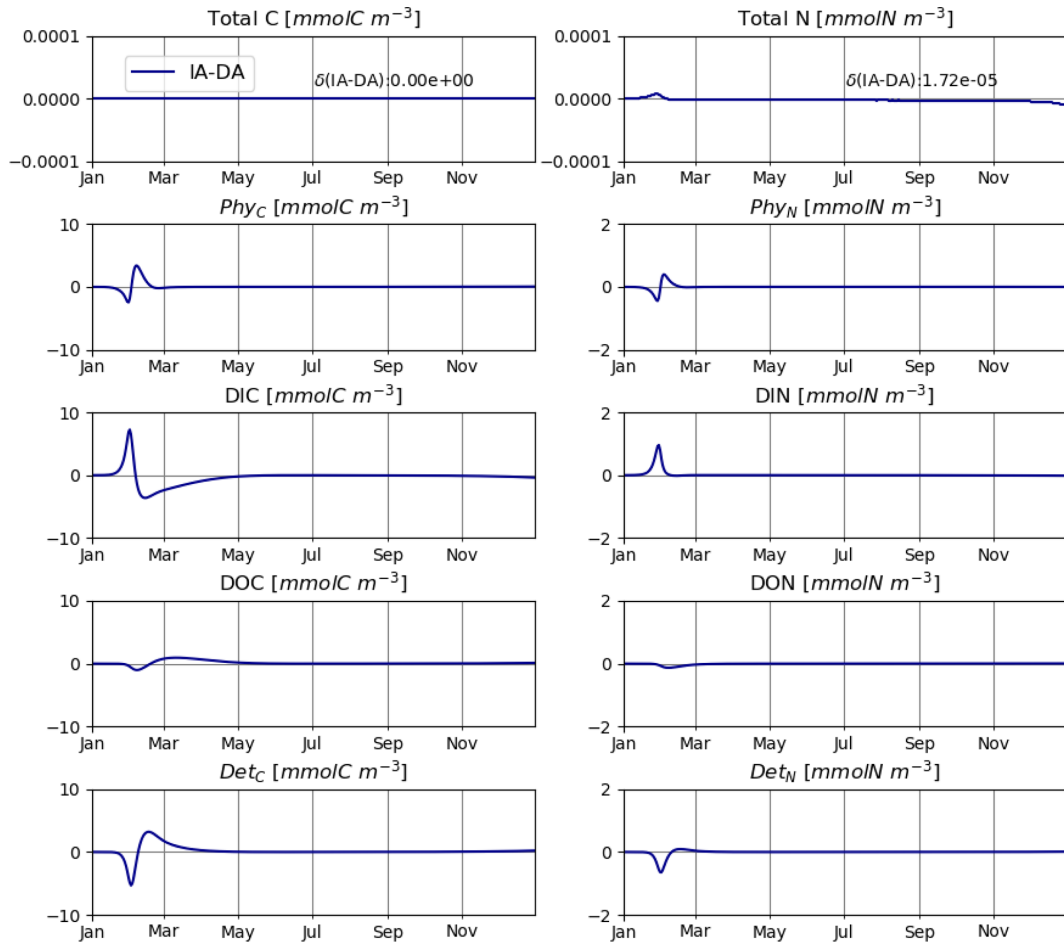 Total C [mmolC m⁻³]
Total N [mmolN m⁻³]
0.0001
0.0000
−0.0001
IA-DA
δ(IA-DA):0.00e+00
Jan Mar May Jul Sep Nov
0.0001
0.0000
−0.0001
δ(IA-DA):1.72e-05
Jan Mar May Jul Sep Nov
Phy_C [mmolC m⁻³]
Phy_N [mmolN m⁻³]
10
0
−10
Jan Mar May Jul Sep Nov
2
0
−2
Jan Mar May Jul Sep Nov
DIC [mmolC m⁻³]
DIN [mmolN m⁻³]
10
0
−10
Jan Mar May Jul Sep Nov
2
0
−2
Jan Mar May Jul Sep Nov
DOC [mmolC m⁻³]
DON [mmolN m⁻³]
10
0
−10
Jan Mar May Jul Sep Nov
2
0
−2
Jan Mar May Jul Sep Nov
Det_C [mmolC m⁻³]
Det_N [mmolN m⁻³]
10
0
−10
Jan Mar May Jul Sep Nov
2
0
−2
Jan Mar May Jul Sep Nov